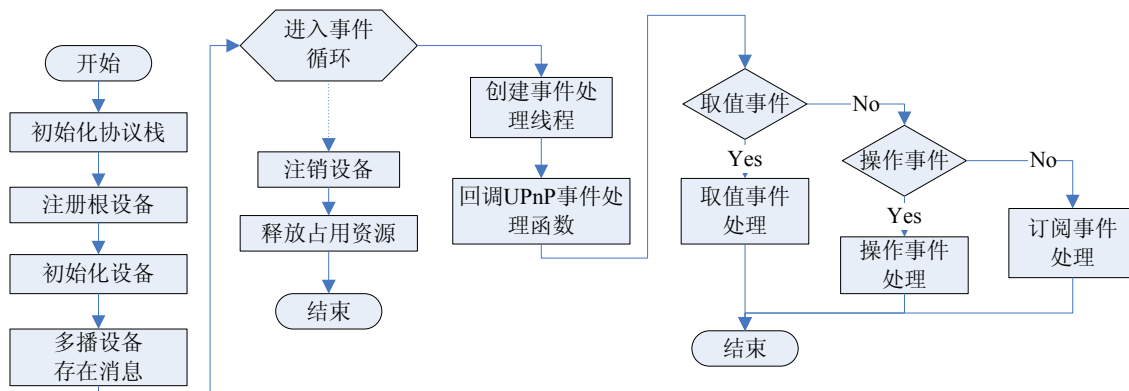 开始
初始化协议栈
注册根设备
初始化设备
多播设备
存在消息
进入事件
循环
注销设备
释放占用资源
结束
创建事件处
理线程
回调UPnP事件处
理函数
取值事件
No
Yes
取值事件
处理
操作事件
No
Yes
操作事件
处理
订阅事件
处理
结束